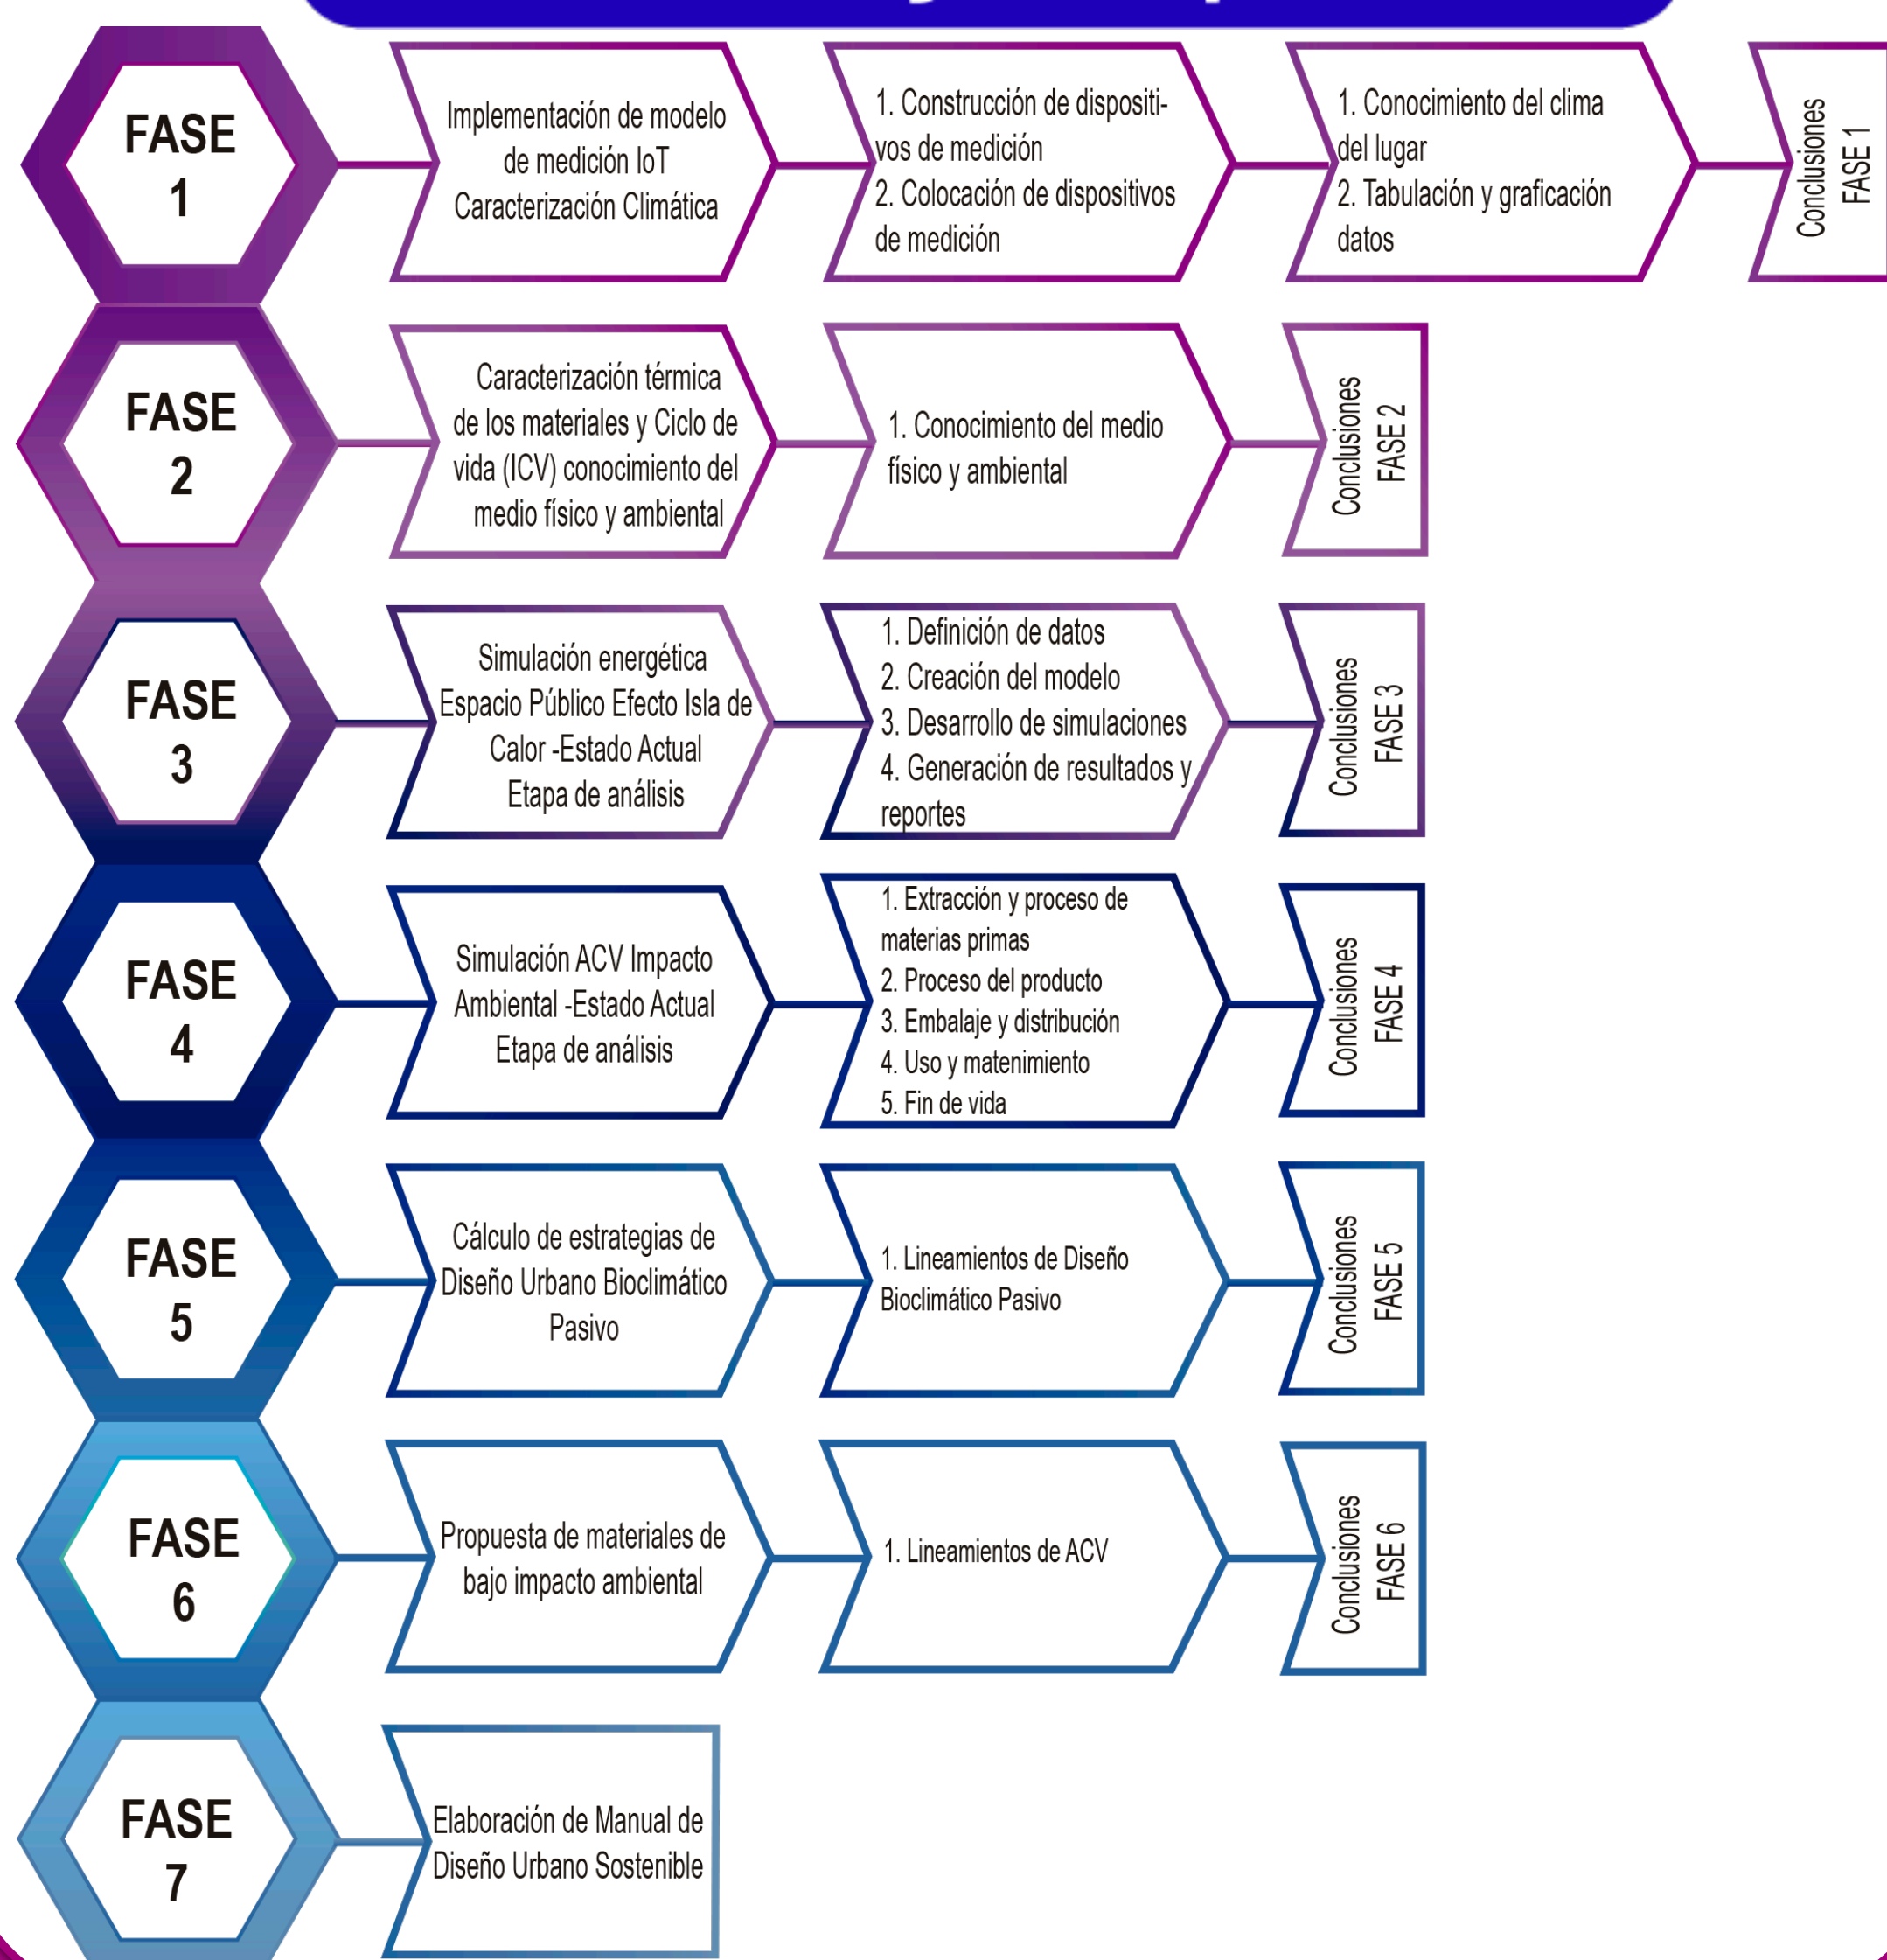 FASE
1
Implementación de modelo
de medición IoT
Caracterización Climática
1. Construcción de dispositi-
vos de medición
2. Colocación de dispositivos
de medición
1. Conocimiento del clima
del lugar
2. Tabulación y graficación
datos
Conclusiones
FASE 1
FASE
2
Caracterización térmica
de los materiales y Ciclo de
vida (ICV) conocimiento del
medio físico y ambiental
1. Conocimiento del medio
físico y ambiental
Conclusiones
FASE 2
FASE
3
Simulación energética
Espacio Público Efecto Isla de
Calor -Estado Actual
Etapa de análisis
1. Definición de datos
2. Creación del modelo
3. Desarrollo de simulaciones
4. Generación de resultados y
reportes
Conclusiones
FASE 3
FASE
4
Simulación ACV Impacto
Ambiental -Estado Actual
Etapa de análisis
1. Extracción y proceso de
materias primas
2. Proceso del producto
3. Embalaje y distribución
4. Uso y matenimiento
5. Fin de vida
Conclusiones
FASE 4
FASE
5
Cálculo de estrategias de
Diseño Urbano Bioclimático
Pasivo
1. Lineamientos de Diseño
Bioclimático Pasivo
Conclusiones
FASE 5
FASE
6
Propuesta de materiales de
bajo impacto ambiental
1. Lineamientos de ACV
Conclusiones
FASE 6
FASE
7
Elaboración de Manual de
Diseño Urbano Sostenible